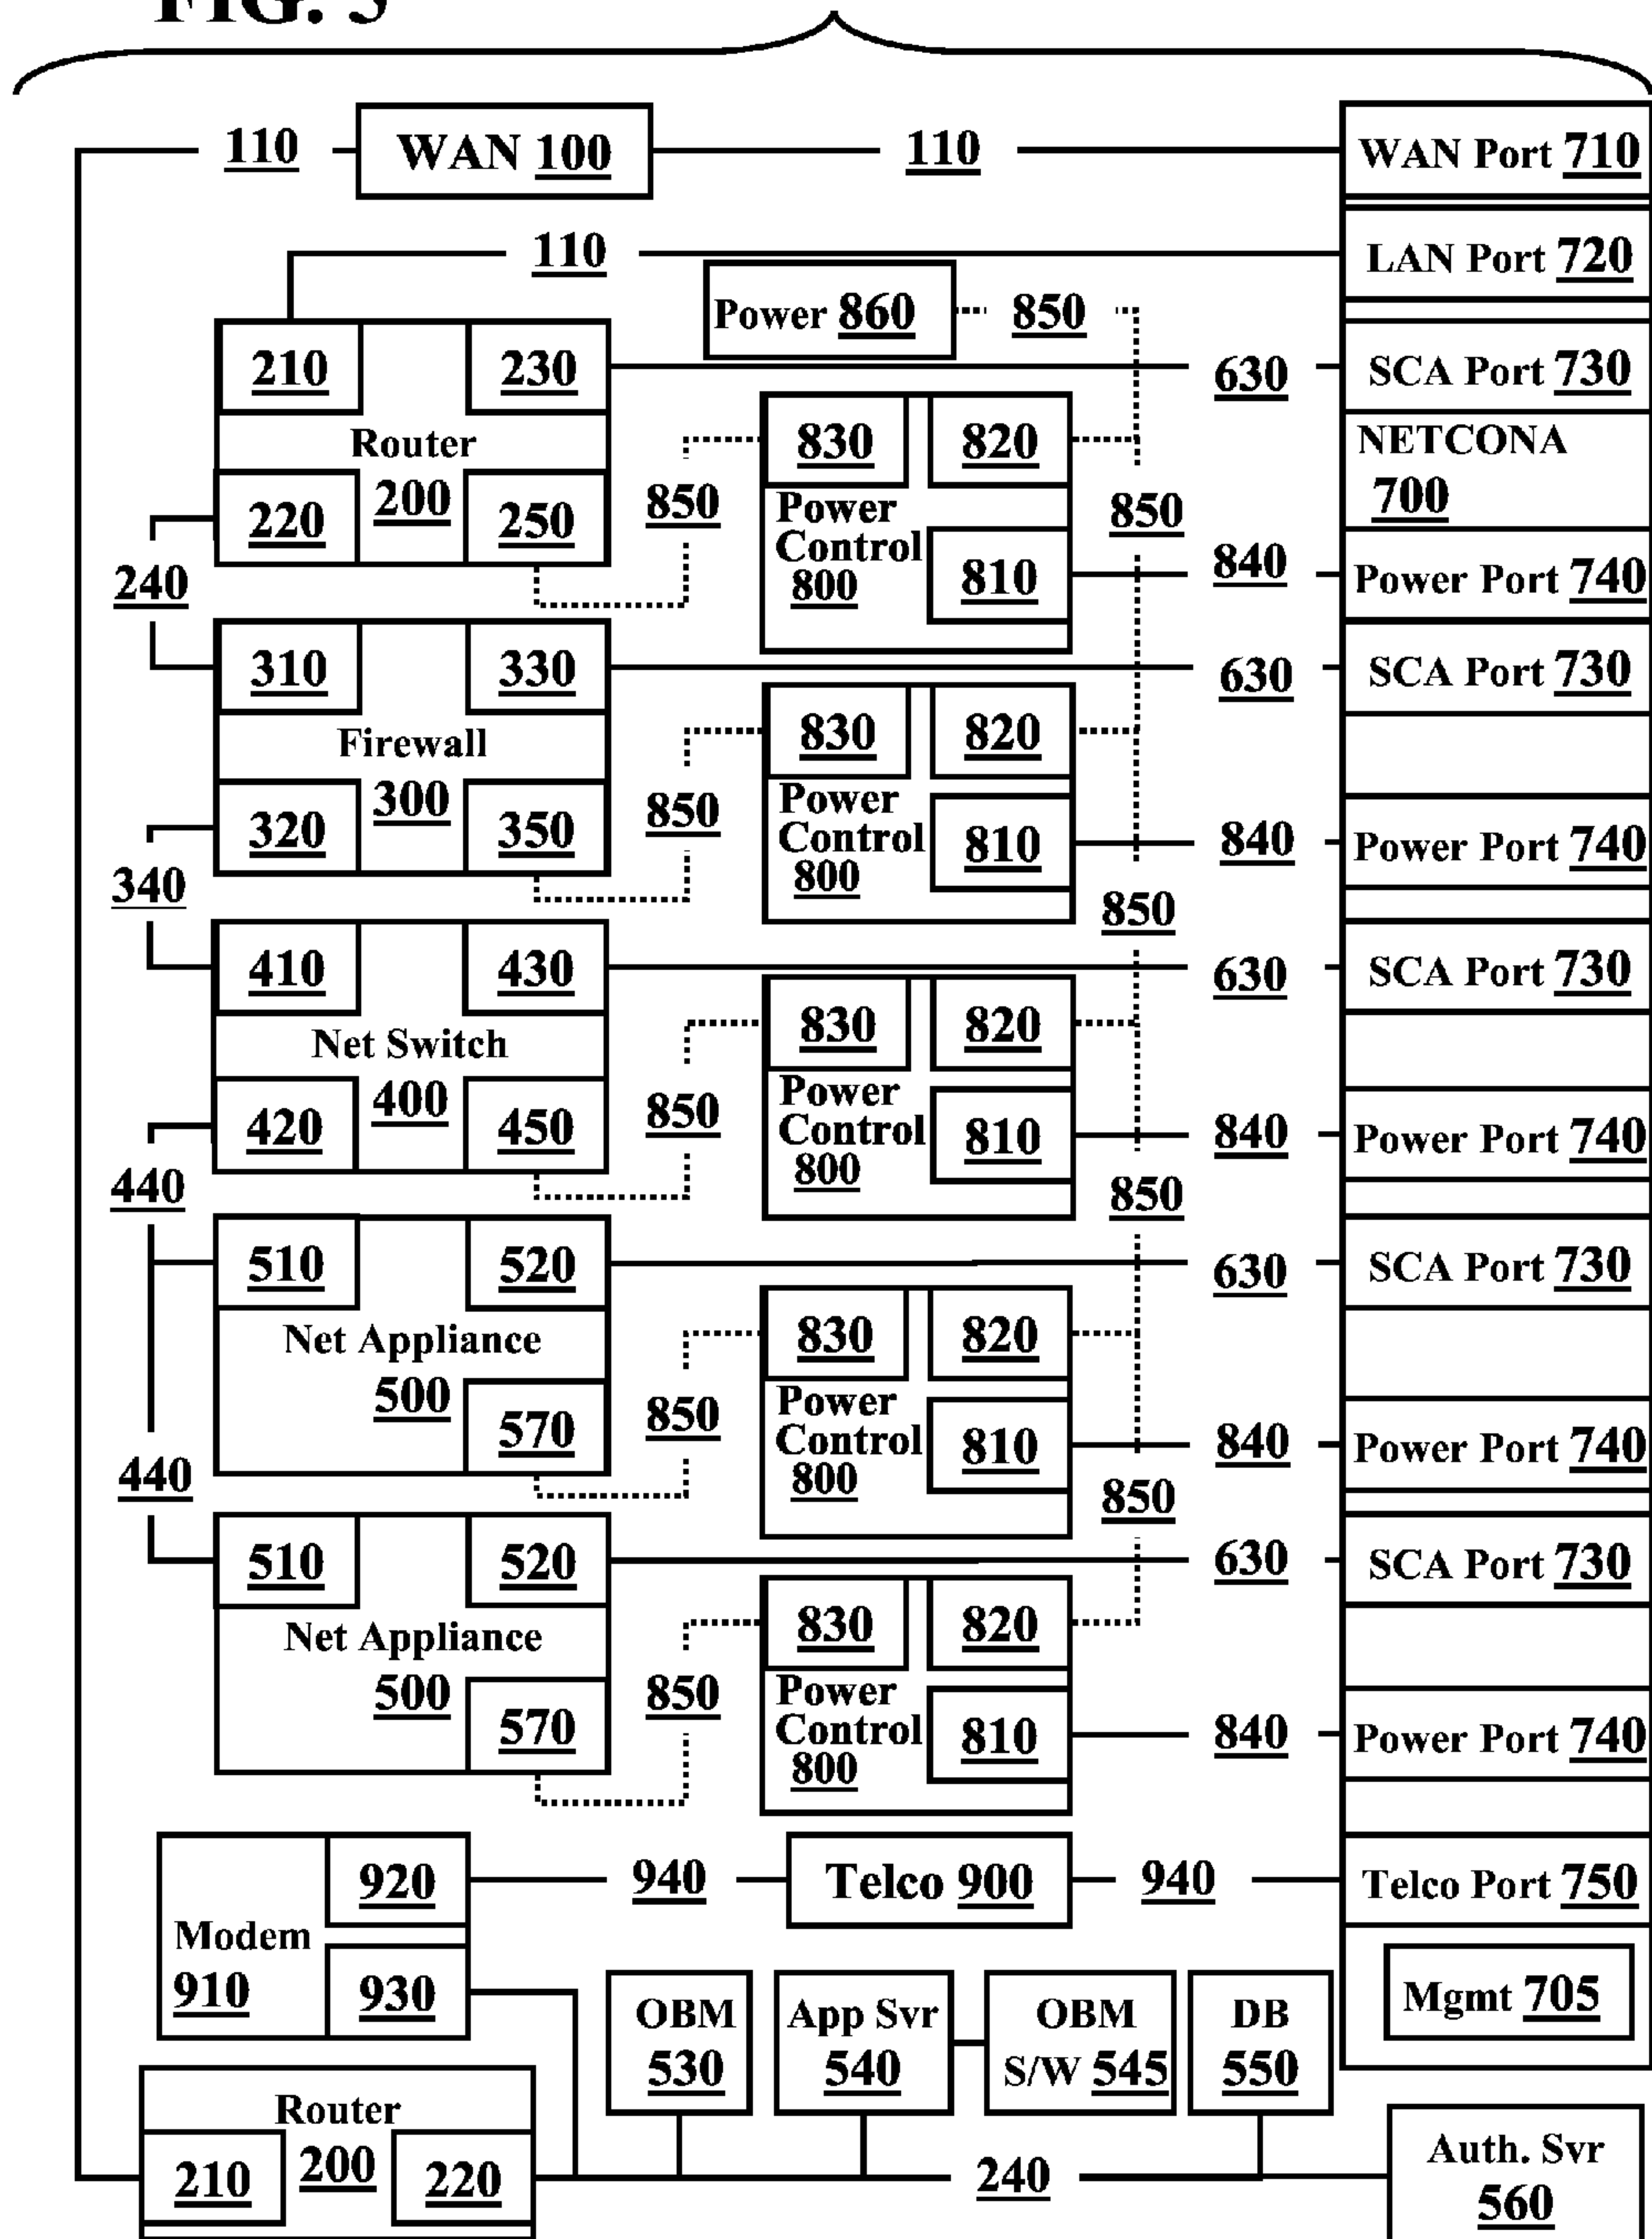 FIG. 5
110
WAN 100
110
WAN Port 710
110
LAN Port 720
Power 860
850
210
230
630
SCA Port 730
Router
200
220
250
850
830
820
Power
Control
800
810
850
NETCONA
700
240
840
Power Port 740
310
330
630
SCA Port 730
Firewall
300
320
350
850
830
820
Power
Control
800
810
840
Power Port 740
340
850
410
430
630
SCA Port 730
Net Switch
400
420
450
850
830
820
Power
Control
800
810
840
Power Port 740
440
850
510
520
630
SCA Port 730
Net Appliance
500
570
850
830
820
Power
Control
800
810
840
Power Port 740
440
850
510
520
630
SCA Port 730
Net Appliance
500
570
850
830
820
Power
Control
800
810
840
Power Port 740
920
940
Telco 900
940
Telco Port 750
Modem
910
930
OBM
530
App Svr
540
OBM
S/W 545
DB
550
Mgmt 705
Router
200
210
220
240
Auth. Svr
560